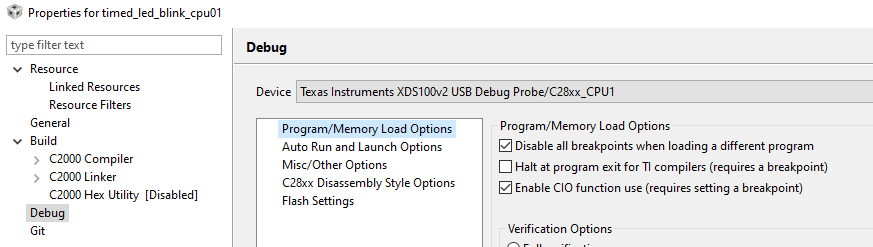 Properties for timed_led_blink_cpu01
type filter text
Resource
Linked Resources
Resource Filters
General
Build
C2000 Compiler
C2000 Linker
C2000 Hex Utility [Disabled]
Debug
Git
Debug
Device Texas Instruments XDS100v2 USB Debug Probe/C28xx_CPU1
Program/Memory Load Options
Auto Run and Launch Options
Misc/Other Options
C28xx Disassembly Style Options
Flash Settings
Program/Memory Load Options
Disable all breakpoints when loading a different program
Halt at program exit for TI compilers (requires a breakpoint)
Enable CIO function use (requires setting a breakpoint)
Verification Options